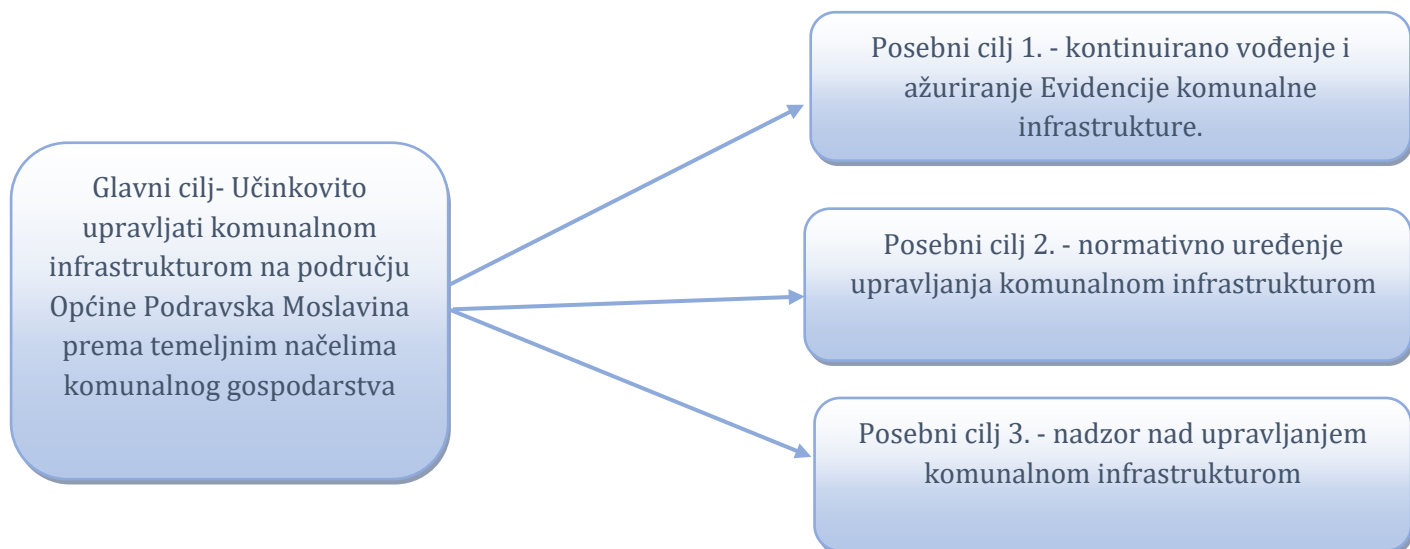 Glavni cilj- Učinkovito
upravljati komunalnom
infrastrukturom na području
Općine Podravska Moslavina
prema temeljnim načelima
komunalnog gospodarstva
Posebni cilj 1. - kontinuirano vođenje i
ažuriranje Evidencije komunalne
infrastrukture.
Posebni cilj 2. - normativno uređenje
upravljanja komunalnom infrastrukturom
Posebni cilj 3. - nadzor nad upravljanjem
komunalnom infrastrukturom